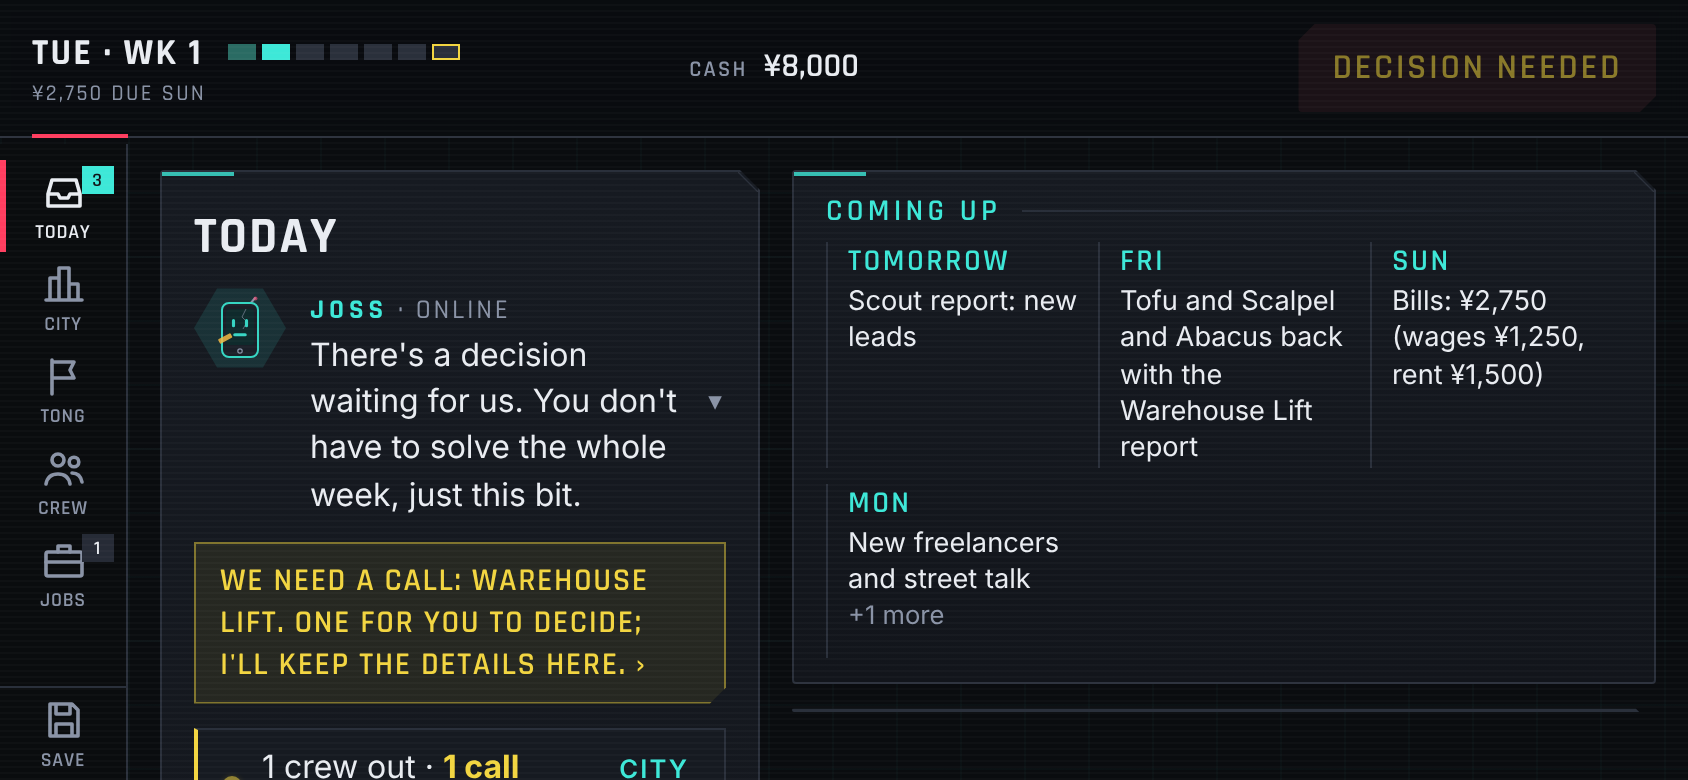 TUE · WK 1
¥2,750 DUE SUN
CASH ¥8,000
DECISION NEEDED
3
TODAY
CITY
TONG
CREW
1
JOBS
SAVE
TODAY
JOSS · ONLINE
There's a decision
waiting for us. You don't ▼
have to solve the whole
week, just this bit.
WE NEED A CALL: WAREHOUSE
LIFT. ONE FOR YOU TO DECIDE;
I'LL KEEP THE DETAILS HERE. ›
1 crew out · 1 call
CITY
COMING UP
TOMORROW
Scout report: new
leads
FRI
Tofu and Scalpel
and Abacus back
with the
Warehouse Lift
report
SUN
Bills: ¥2,750
(wages ¥1,250,
rent ¥1,500)
MON
New freelancers
and street talk
+1 more